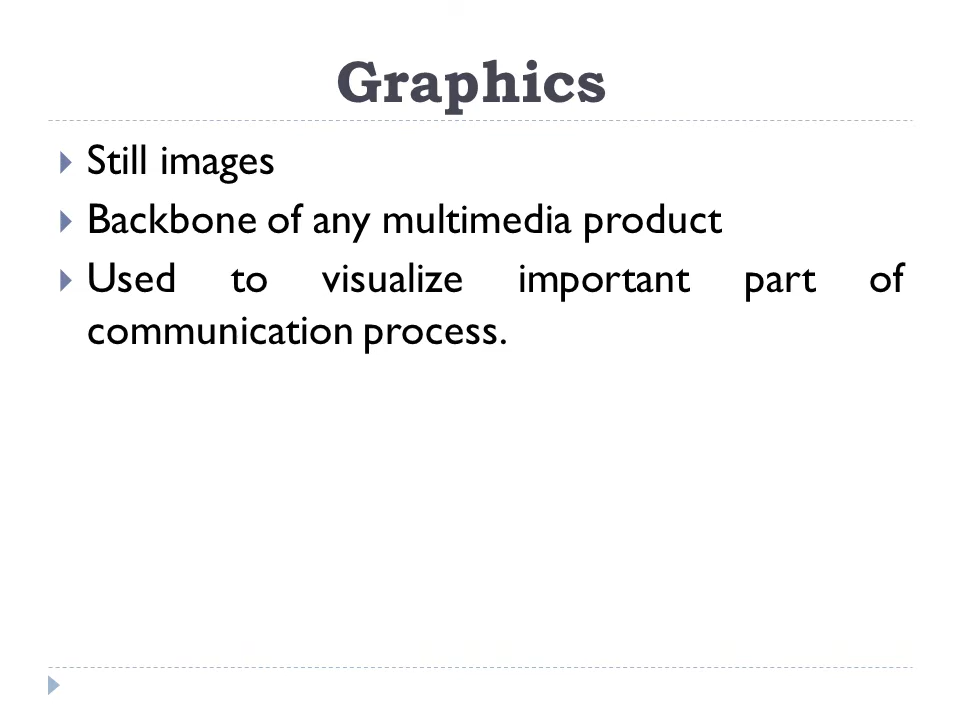 Graphics
Still images
Backbone of any multimedia product
Used to visualize important part of
communication process.